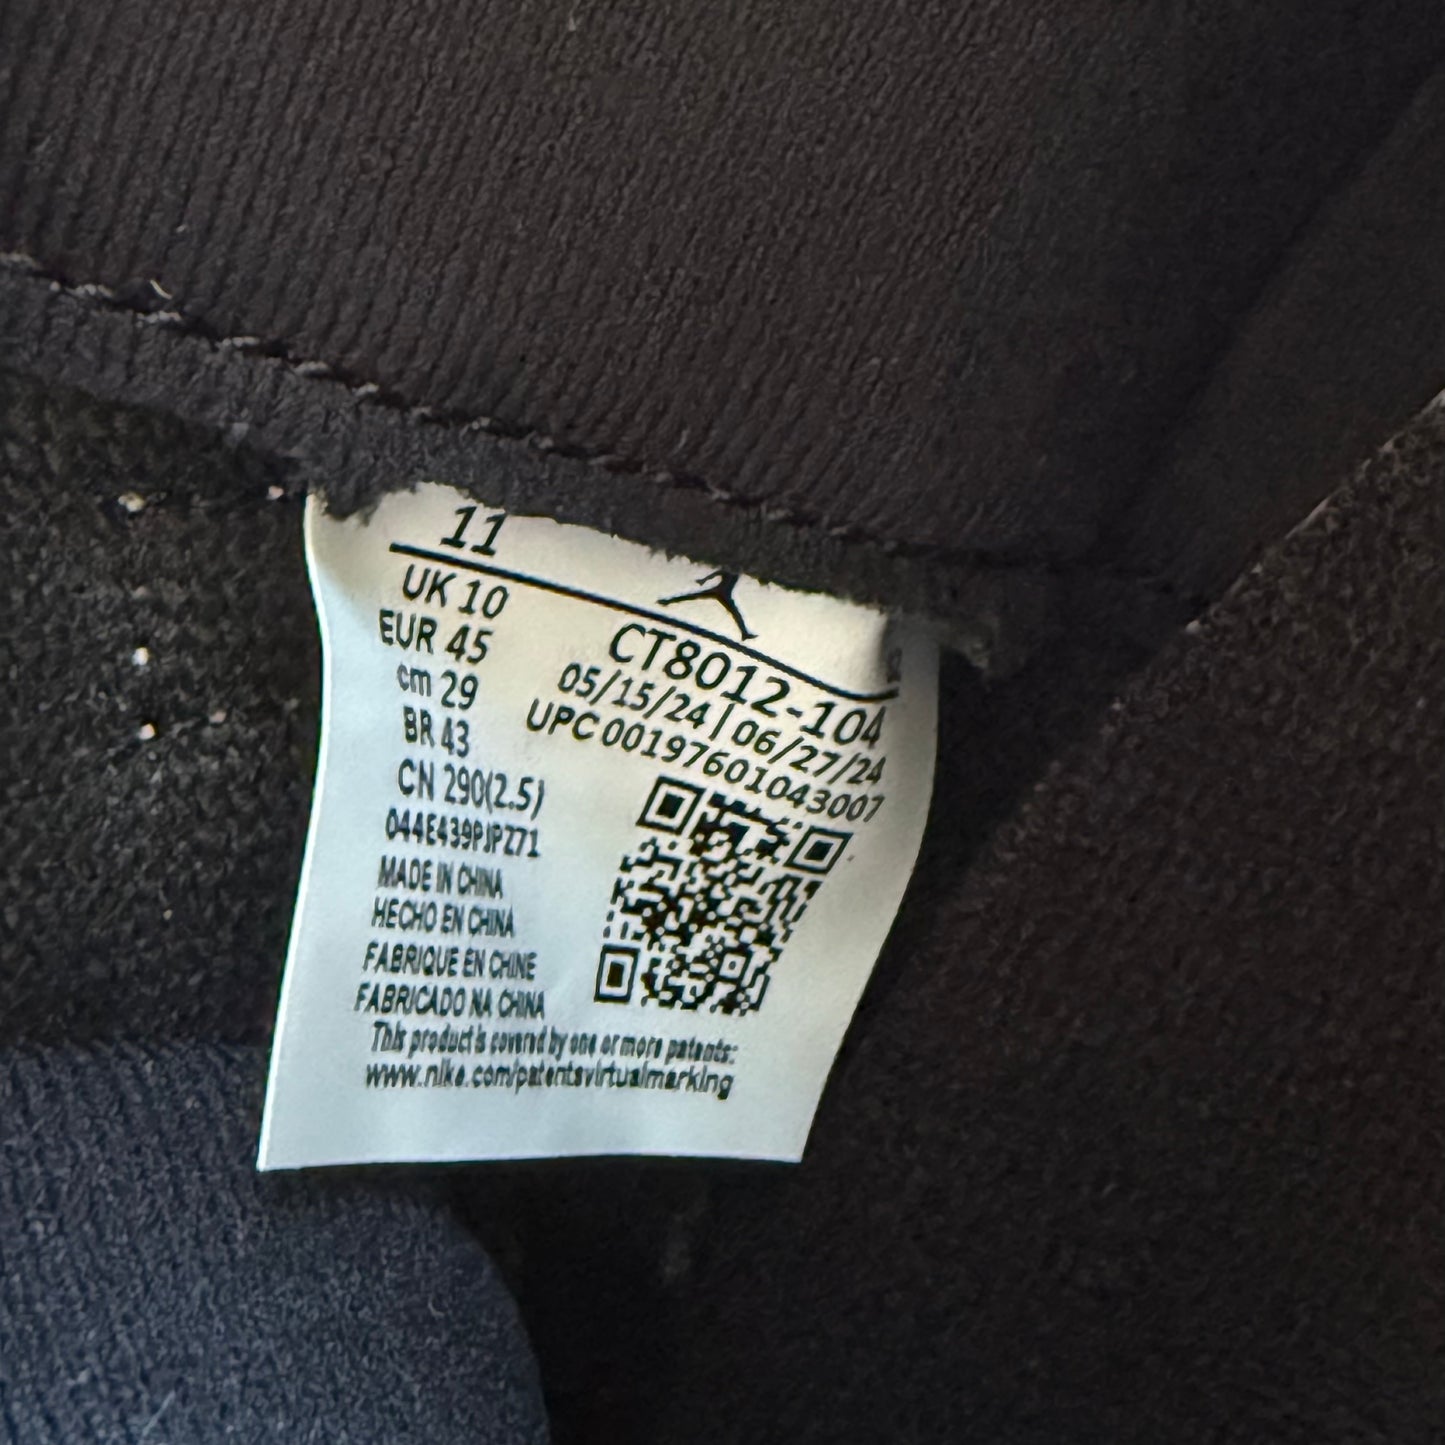 11
UK 10
EUR 45
cm 29
BR 43
CN 290(2.5)
044E439PJPZ71
MADE IN CHINA
HECHO EN CHINA
FABRIQUE EN CHINE
FABRICADO NA CHINA
CT8012-104
05/15/24 | 06/27/24
UPC 00197601043007
This product is covered by one or more patents:
www.nike.com/patentsvirtualmarking